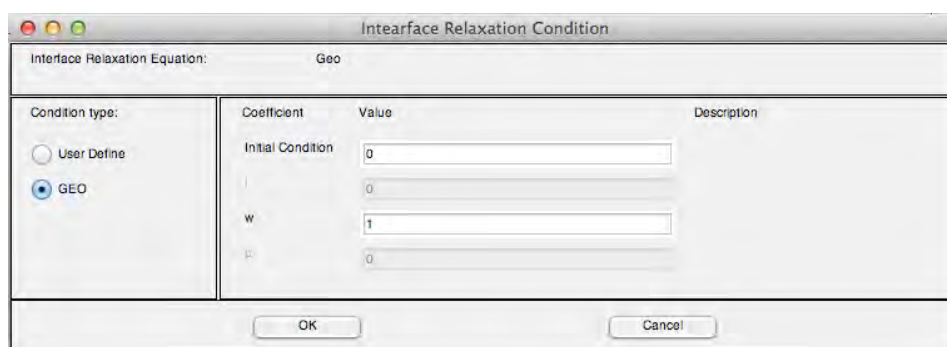 Intearface Relaxation Condition
Interface Relaxation Equation: Geo
Condition type:
User Define
GEO
Coefficient Value Description
Initial Condition 0
0
w 1
0
OK Cancel